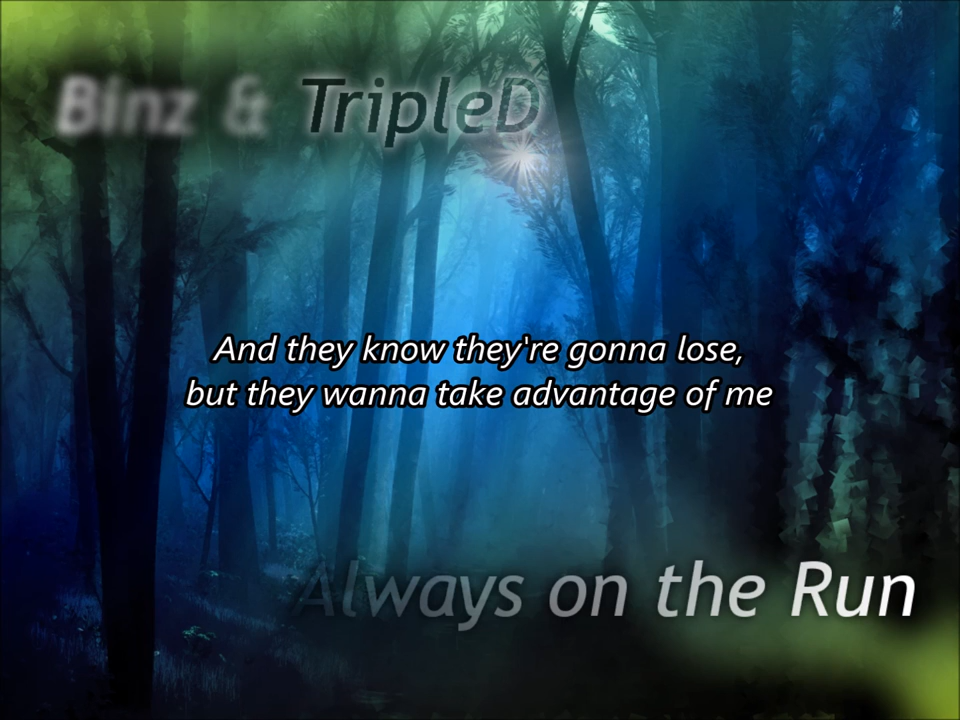 Binz & TripleD
And they know they're gonna lose,
but they wanna take advantage of me
Always on the Run